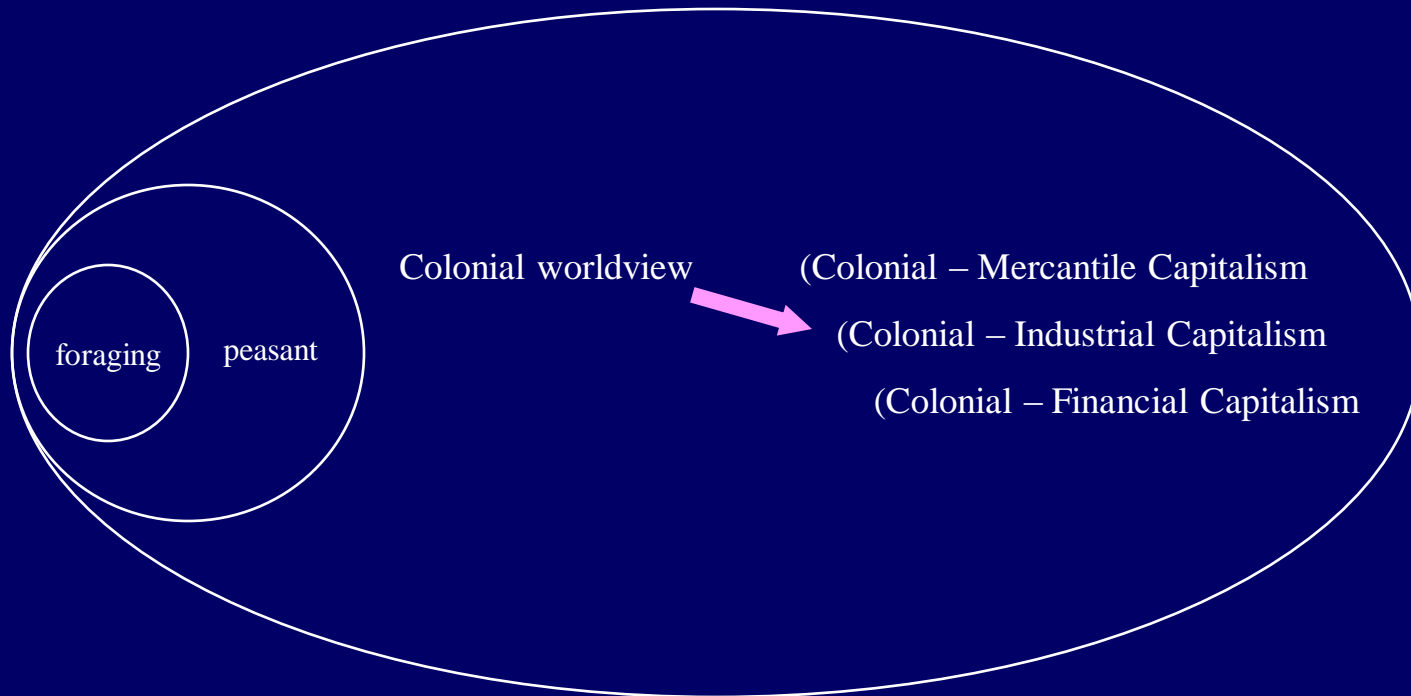 Colonial worldview
(Colonial – Mercantile Capitalism
(Colonial – Industrial Capitalism
(Colonial – Financial Capitalism
foraging
peasant